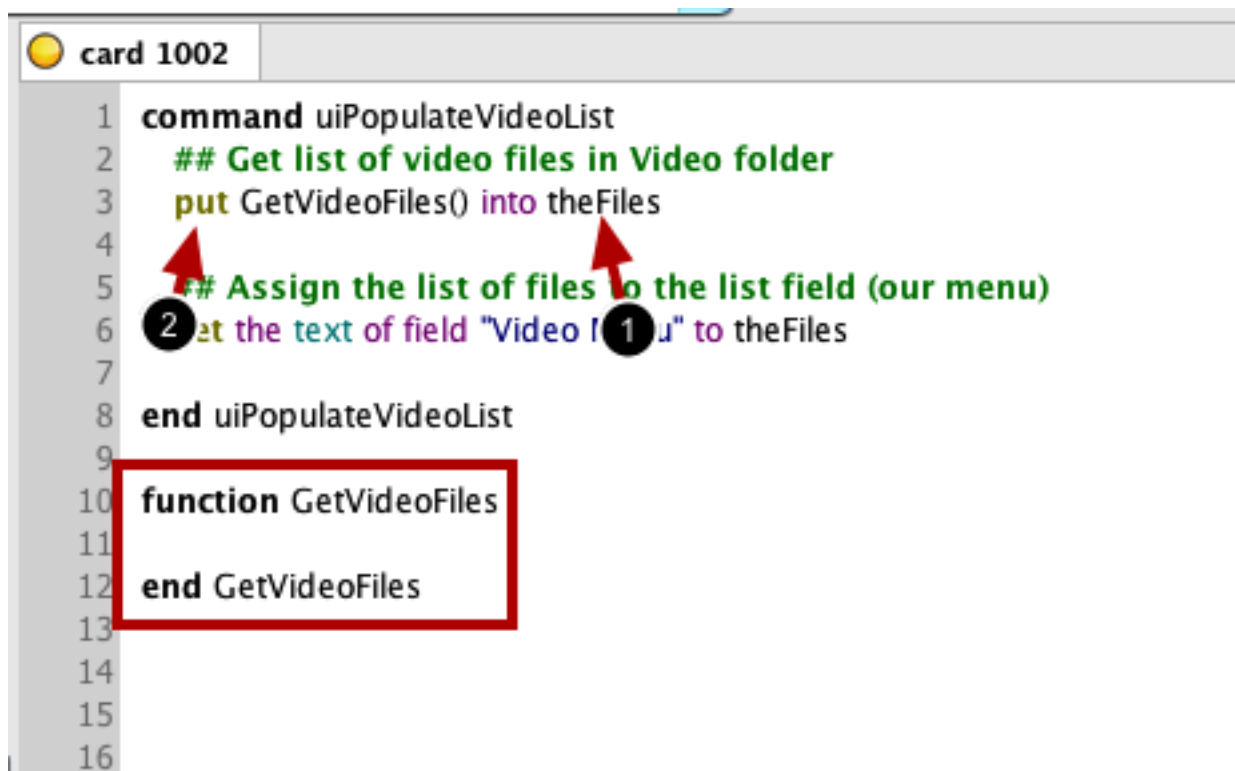 card 1002
1 command uiPopulateVideoList
2 ## Get list of video files in Video folder
3 put GetVideoFiles() into theFiles
4
5 ## Assign the list of files to the list field (our menu)
2
6 et the text of field "Video M u" to theFiles
1
7
8 end uiPopulateVideoList
9
10 function GetVideoFiles
11
12 end GetVideoFiles
13
14
15
16